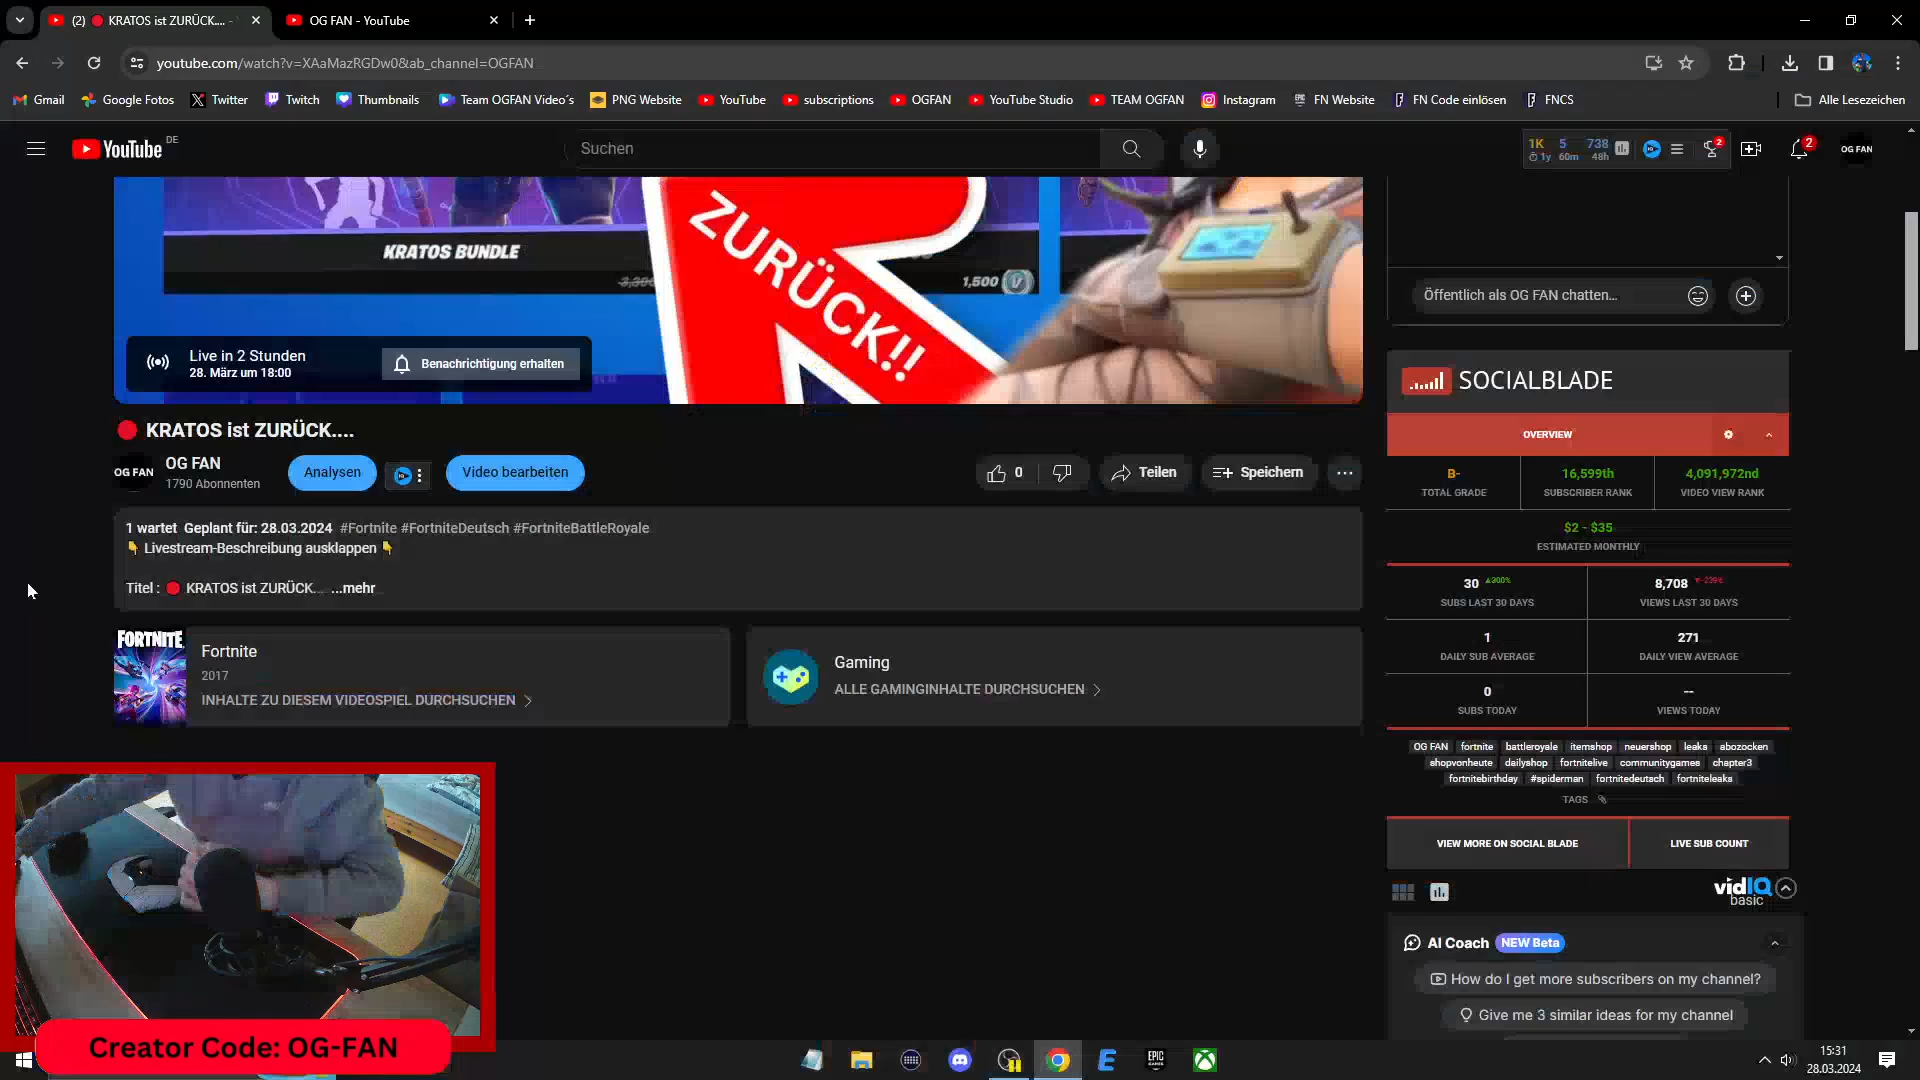 (2) KRATOS ist ZURÜCK.... -
OG FAN - YouTube
youtube.com/watch?v=XAaMazRGDw0&ab_channel=OGFAN
Gmail
Google Fotos
Twitter
Twitch
Thumbnails
Team OGFAN Video´s
PNG Website
YouTube
subscriptions
OGFAN
YouTube Studio
TEAM OGFAN
Instagram
FN Website
FN Code einlösen
FNCS
Alle Lesezeichen
YouTube DE
Suchen
1K 5 738
1y 60m 48h
2
2
OG FAN
KRATOS BUNDLE
1,500
ZURÜCK!!
Live in 2 Stunden
28. März um 18:00
Benachrichtigung erhalten
Öffentlich als OG FAN chatten...
KRATOS ist ZURÜCK....
OG FAN
OG FAN
1790 Abonnenten
Analysen
Video bearbeiten
0
Teilen
Speichern
1 wartet Geplant für: 28.03.2024 #Fortnite #FortniteDeutsch #FortniteBattleRoyale
Livestream-Beschreibung ausklappen
Titel : KRATOS ist ZURÜCK... ...mehr
FORTNITE
Fortnite
2017
INHALTE ZU DIESEM VIDEOSPIEL DURCHSUCHEN
Gaming
ALLE GAMINGINHALTE DURCHSUCHEN
SOCIALBLADE
OVERVIEW
B-
TOTAL GRADE
16,599th
SUBSCRIBER RANK
4,091,972nd
VIDEO VIEW RANK
$2 - $35
ESTIMATED MONTHLY
30
SUBS LAST 30 DAYS
8,708
VIEWS LAST 30 DAYS
1
DAILY SUB AVERAGE
271
DAILY VIEW AVERAGE
0
SUBS TODAY
--
VIEWS TODAY
OG FAN fortnite battleroyale itemshop neuershop leaks abozocken
shopvonheute dailyshop fortnitelive communitygames chapter3
fortnitebirthday #spiderman fortnitedeutsch fortniteleaks
TAGS
VIEW MORE ON SOCIAL BLADE
LIVE SUB COUNT
vidIQ
basic
AI Coach NEW Beta
How do I get more subscribers on my channel?
Give me 3 similar ideas for my channel
Creator Code: OG-FAN
EPIC GAMES
15:31
28.03.2024